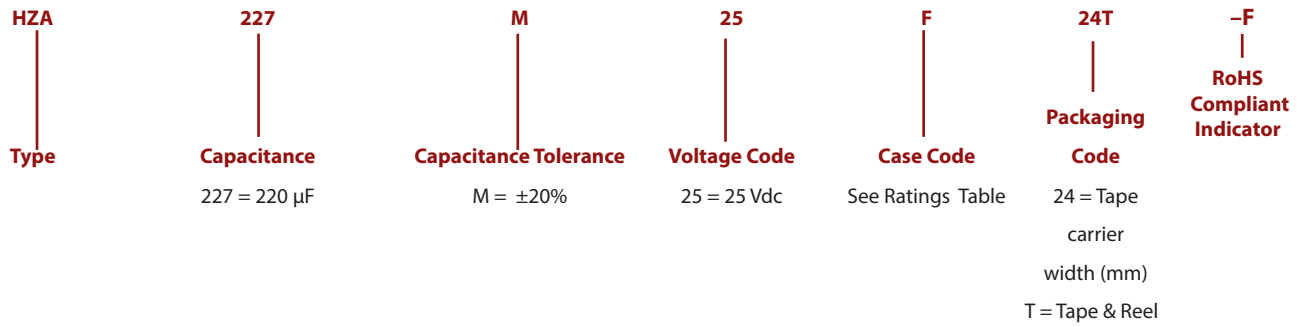 HZA 227 M 25 F 24T –F
RoHS
Compliant
Indicator
Packaging
Type Capacitance Capacitance Tolerance Voltage Code Case Code Code
227 = 220 µF M = ±20% 25 = 25 Vdc See Ratings Table 24 = Tape
carrier
width (mm)
T = Tape & Reel